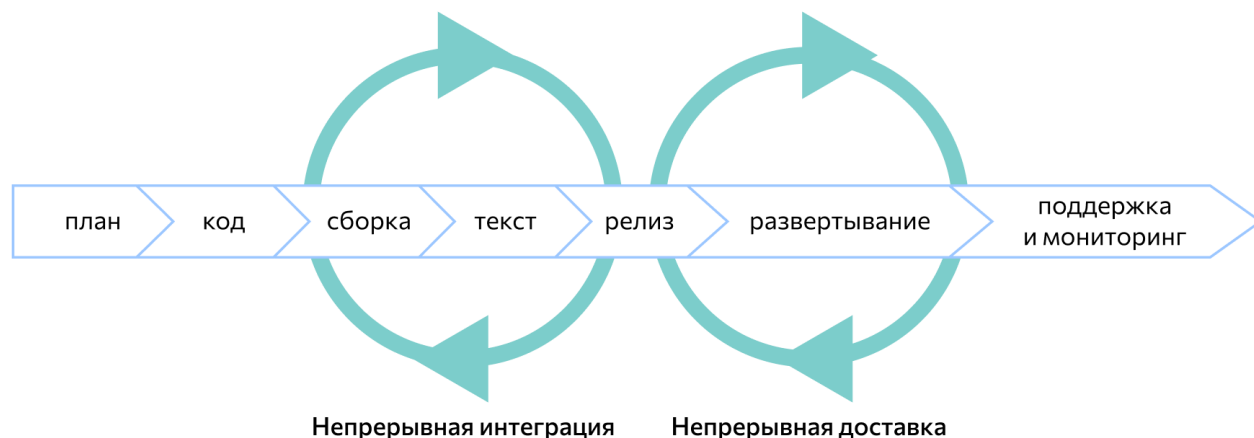 план
код
сборка
текст
релиз
развертывание
поддержка
и мониторинг
Непрерывная интеграция
Непрерывная доставка